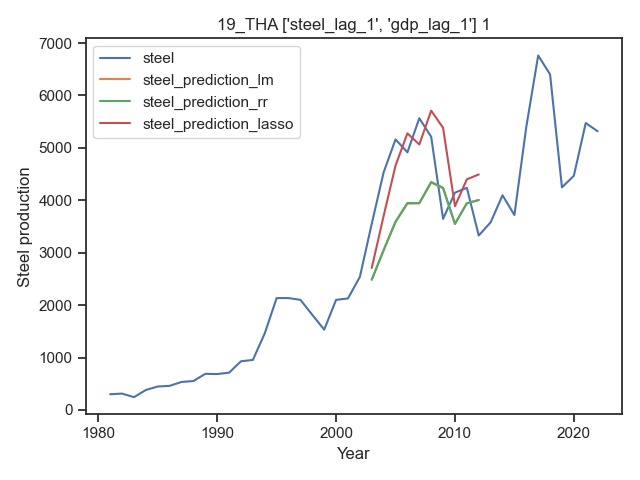 19_THA ['steel_lag_1', 'gdp_lag_1'] 1
steel
steel_prediction_lm
steel_prediction_rr
steel_prediction_lasso
Steel production
7000
6000
5000
4000
3000
2000
1000
0
1980
1990
2000
2010
2020
Year